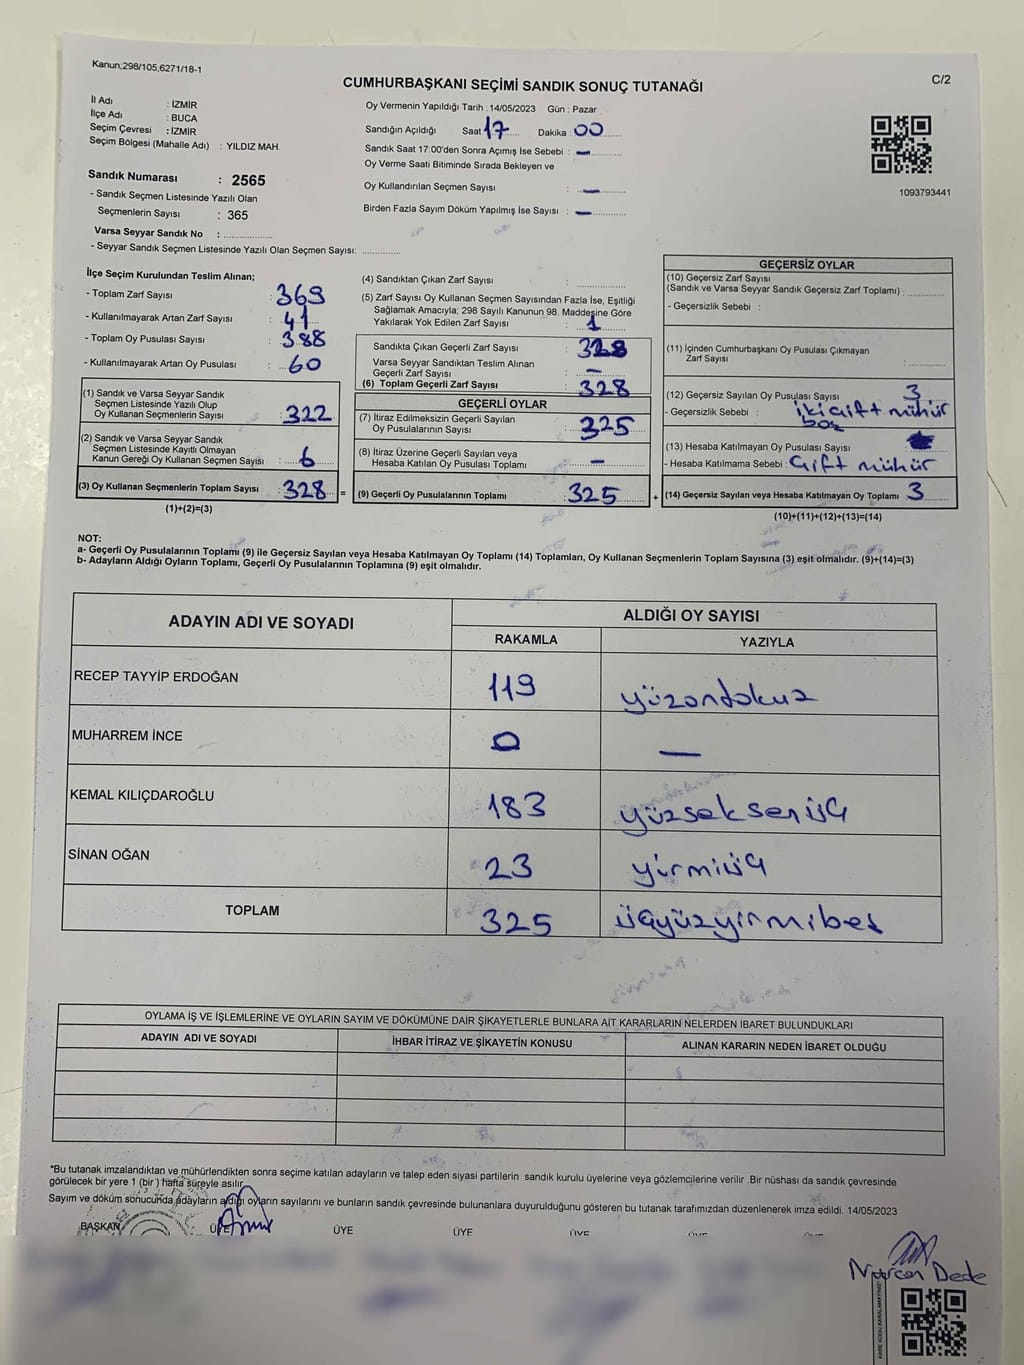 Kanun;298/105,6271/18-1
C/2
CUMHURBAŞKANI SEÇİMİ SANDIK SONUÇ TUTANAĞI
İl Adı : İZMİR
İlçe Adı : BUCA
Seçim Çevresi : İZMİR
Seçim Bölgesi (Mahalle Adı) : YILDIZ MAH.
Sandık Numarası : 2565
- Sandık Seçmen Listesinde Yazılı Olan
Seçmenlerin Sayısı : 365
Varsa Seyyar Sandık No :
- Seyyar Sandık Seçmen Listesinde Yazılı Olan Seçmen Sayısı:
Oy Vermenin Yapıldığı Tarih : 14/05/2023 Gün : Pazar
Sandığın Açıldığı Saat : 17 Dakika : 00
Sandık Saat 17:00'den Sonra Açımış İse Sebebi : –
Oy Verme Saati Bitiminde Sırada Bekleyen ve
Oy Kullandırılan Seçmen Sayısı : –
Birden Fazla Sayım Döküm Yapılmış İse Sayısı : –
1093793441
İlçe Seçim Kurulundan Teslim Alınan;
- Toplam Zarf Sayısı : 369
- Kullanılmayarak Artan Zarf Sayısı : 41
- Toplam Oy Pusulası Sayısı : 388
- Kullanılmayarak Artan Oy Pusulası : 60
(1) Sandık ve Varsa Seyyar Sandık
Seçmen Listesinde Yazılı Olup
Oy Kullanan Seçmenlerin Sayısı : 322
(2) Sandık ve Varsa Seyyar Sandık
Seçmen Listesinde Kayıtlı Olmayan
Kanun Gereği Oy Kullanan Seçmen Sayısı : 6
(3) Oy Kullanan Seçmenlerin Toplam Sayısı : 328 =
(1)+(2)=(3)
(4) Sandıktan Çıkan Zarf Sayısı :
(5) Zarf Sayısı Oy Kullanan Seçmen Sayısından Fazla İse, Eşitliği
Sağlamak Amacıyla; 298 Sayılı Kanunun 98. Maddesine Göre
Yakılarak Yok Edilen Zarf Sayısı : 1
Sandıkta Çıkan Geçerli Zarf Sayısı : 328
Varsa Seyyar Sandıktan Teslim Alınan
Geçerli Zarf Sayısı : –
(6) Toplam Geçerli Zarf Sayısı : 328
GEÇERLİ OYLAR
(7) İtiraz Edilmeksizin Geçerli Sayılan
Oy Pusulalarının Sayısı : 325
(8) İtiraz Üzerine Geçerli Sayılan veya
Hesaba Katılan Oy Pusulası Toplamı : –
(9) Geçerli Oy Pusulalarının Toplamı : 325 +
GEÇERSİZ OYLAR
(10) Geçersiz Zarf Sayısı
(Sandık ve Varsa Seyyar Sandık Geçersiz Zarf Toplamı) :
- Geçersizlik Sebebi :
(11) İçinden Cumhurbaşkanı Oy Pusulası Çıkmayan
Zarf Sayısı :
(12) Geçersiz Sayılan Oy Pusulası Sayısı : 3
- Geçersizlik Sebebi : iki çift mühür
boş
(13) Hesaba Katılmayan Oy Pusulası Sayısı
- Hesaba Katılmama Sebebi : Çift mühür
(14) Geçersiz Sayılan veya Hesaba Katılmayan Oy Toplamı 3
(10)+(11)+(12)+(13)=(14)
NOT:
a- Geçerli Oy Pusulalarının Toplamı (9) ile Geçersiz Sayılan veya Hesaba Katılmayan Oy Toplamı (14) Toplamları, Oy Kullanan Seçmenlerin Toplam Sayısına (3) eşit olmalıdır. (9)+(14)=(3)
b- Adayların Aldığı Oyların Toplamı, Geçerli Oy Pusulalarının Toplamına (9) eşit olmalıdır.
ADAYIN ADI VE SOYADI
ALDIĞI OY SAYISI
RAKAMLA YAZIYLA
RECEP TAYYİP ERDOĞAN 119 yüzondokuz
MUHARREM İNCE 0 –
KEMAL KILIÇDAROĞLU 183 yüzseksenüç
SİNAN OĞAN 23 yirmiüç
TOPLAM 325 üçyüzyirmibeş
OYLAMA İŞ VE İŞLEMLERİNE VE OYLARIN SAYIM VE DÖKÜMÜNE DAİR ŞİKAYETLERLE BUNLARA AİT KARARLARIN NELERDEN İBARET BULUNDUKLARI
ADAYIN ADI VE SOYADI İHBAR İTİRAZ VE ŞİKAYETİN KONUSU ALINAN KARARIN NEDEN İBARET OLDUĞU
*Bu tutanak imzalandıktan ve mühürlendikten sonra seçime katılan adayların ve talep eden siyasi partilerin sandık kurulu üyelerine veya gözlemcilerine verilir .Bir nüshası da sandık çevresinde
görülecek bir yere 1 (bir ) hafta süreyle asılır.
Sayım ve döküm sonucunda adayların aldığı oyların sayılarını ve bunların sandık çevresinde bulunanlara duyurulduğunu gösteren bu tutanak tarafımızdan düzenlenerek imza edildi. 14/05/2023
BAŞKAN ÜYE ÜYE ÜYE ÜYE ÜYE ÜYE
Nurcan Dede